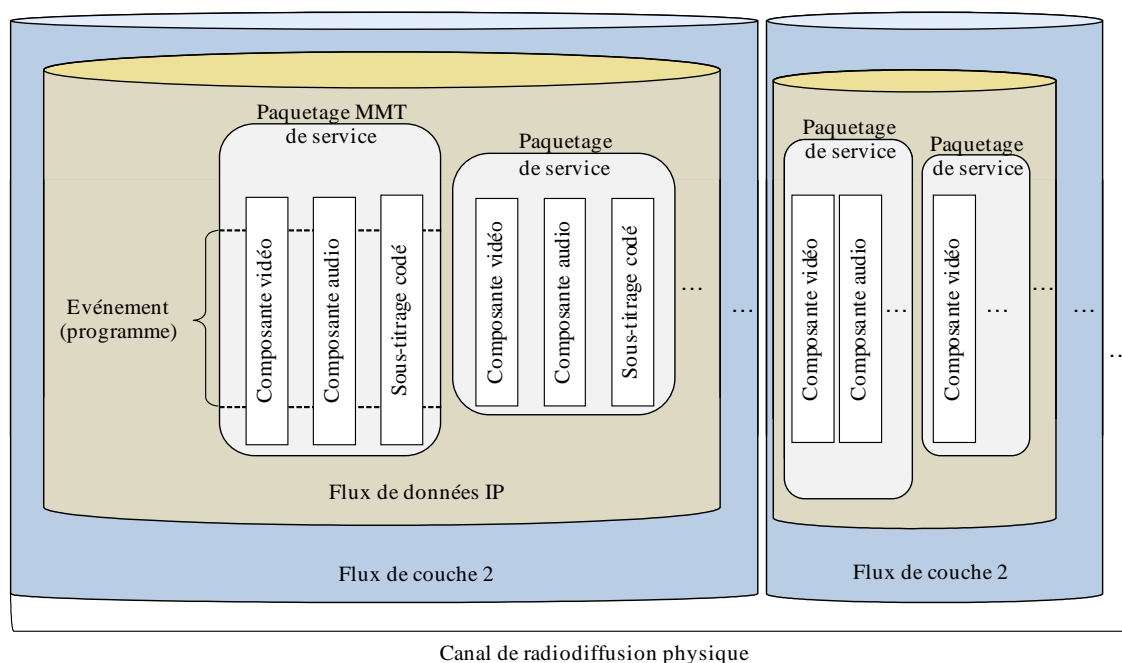 Paquetage MMT
de service
Paquetage
de service
Paquetage
de service
Paquetage
de service
Evénement
(programme)
Composante vidéo
Composante audio
Sous-titrage codé
Composante vidéo
Composante audio
Sous-titrage codé
…
…
Composante vidéo
Composante audio
…
Composante vidéo
…
…
…
Flux de données IP
Flux de couche 2
Flux de couche 2
Canal de radiodiffusion physique